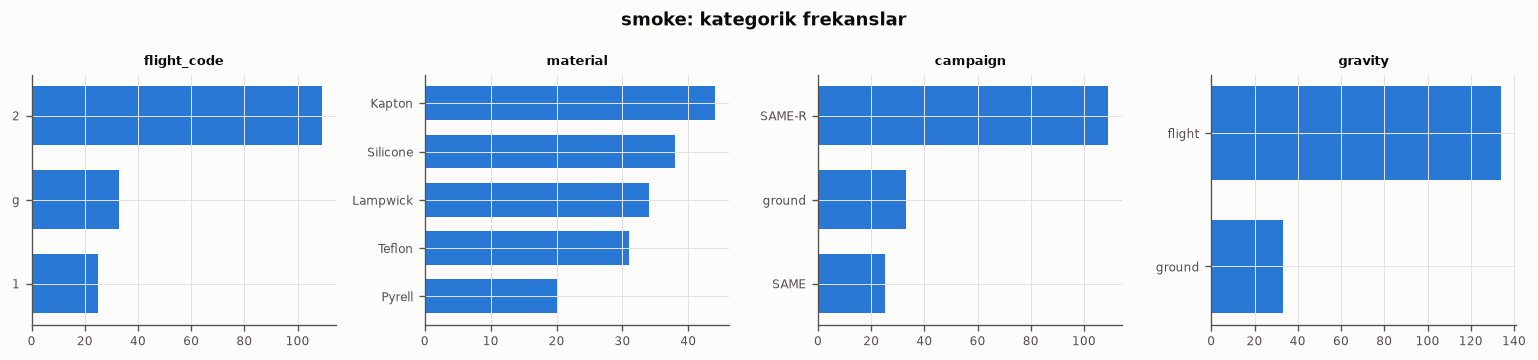 smoke: kategorik frekanslar
flight_code
2
g
1
0 20 40 60 80 100
material
Kapton
Silicone
Lampwick
Teflon
Pyrell
0 10 20 30 40
campaign
SAME-R
ground
SAME
0 20 40 60 80 100
gravity
flight
ground
0 20 40 60 80 100 120 140